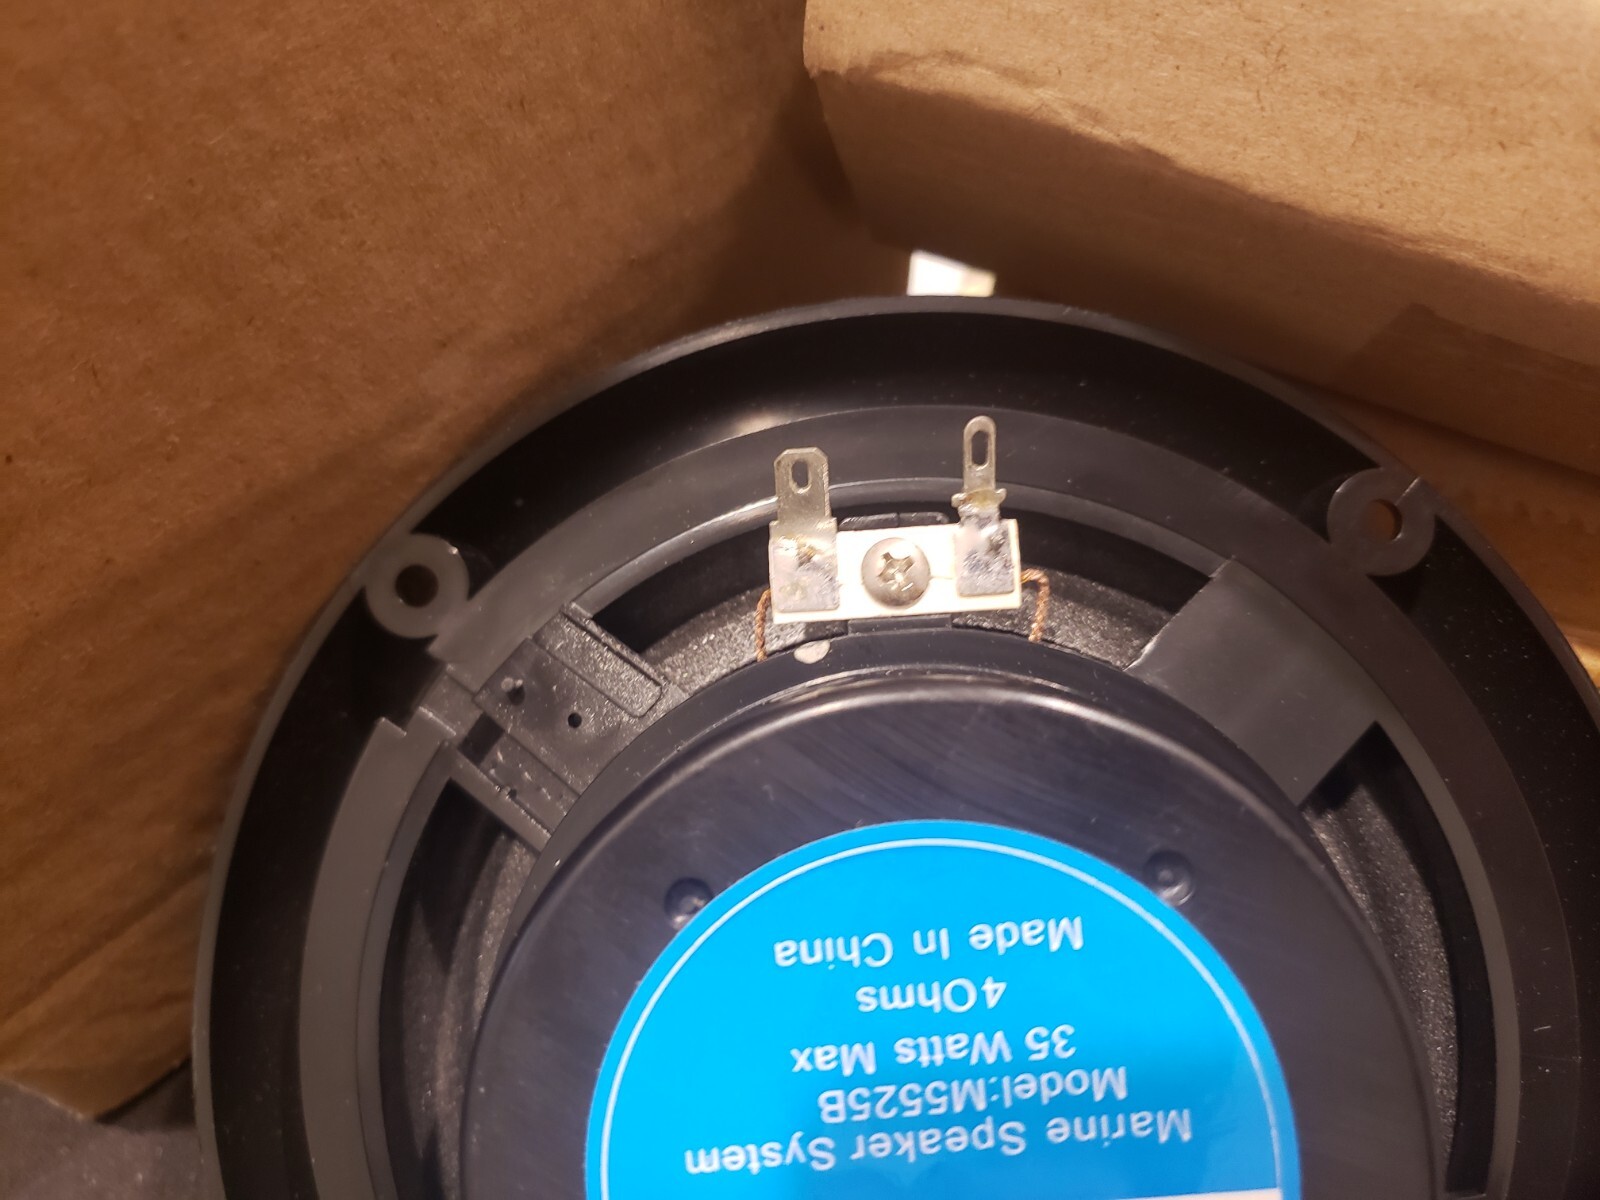 Marine Speaker System
Model:M5525B
35 Watts Max
4Ohms
Made In China